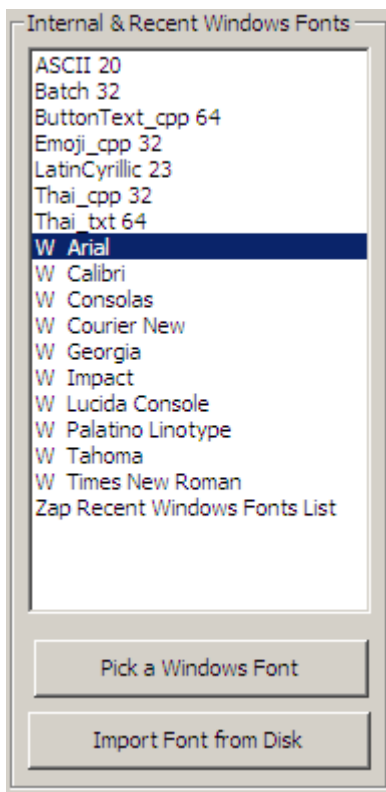 Internal & Recent Windows Fonts
ASCII 20
Batch 32
ButtonText_cpp 64
Emoji_cpp 32
LatinCyrillic 23
Thai_cpp 32
Thai_txt 64
W Arial
W Calibri
W Consolas
W Courier New
W Georgia
W Impact
W Lucida Console
W Palatino Linotype
W Tahoma
W Times New Roman
Zap Recent Windows Fonts List
Pick a Windows Font
Import Font from Disk